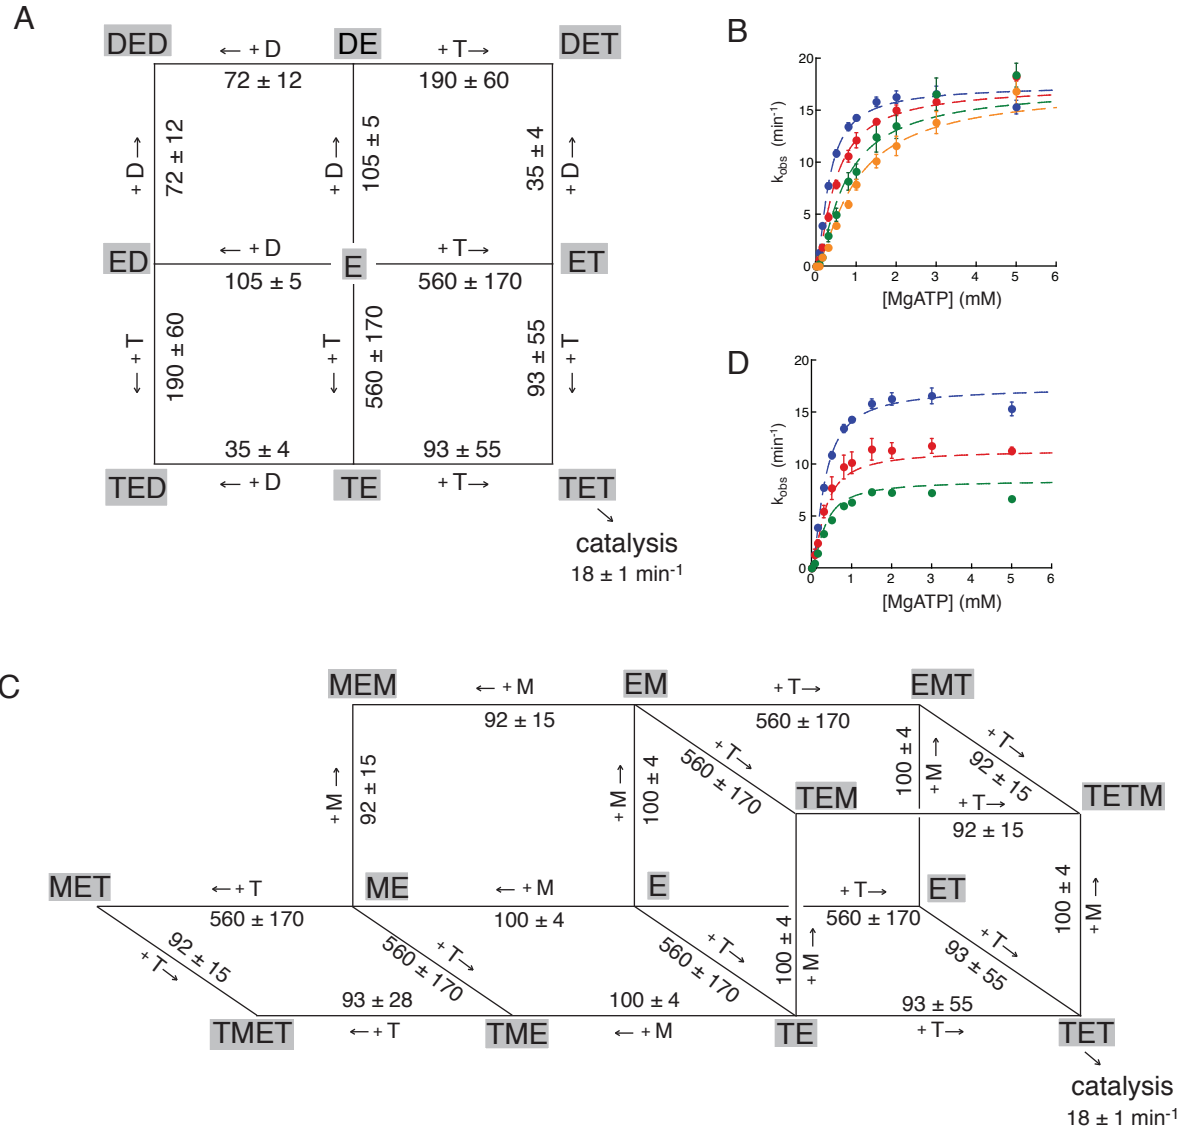 A
DED
← + D
DE
+ T→
DET
72 ± 12
190 ± 60
+ D →
72 ± 12
+ D →
105 ± 5
35 ± 4
+ D →
ED
← + D
E
+ T→
ET
105 ± 5
560 ± 170
← + T
190 ± 60
← + T
560 ± 170
93 ± 55
← + T
35 ± 4
93 ± 55
TED
← + D
TE
+ T→
TET
catalysis
18 ± 1 min-1
B
20
15
10
5
0
kobs (min-1)
0 1 2 3 4 5 6
[MgATP] (mM)
D
20
15
10
5
0
kobs (min-1)
0 1 2 3 4 5 6
[MgATP] (mM)
C
MEM
← + M
EM
+ T→
EMT
92 ± 15
560 ± 170
+ M →
92 ± 15
+ M →
100 ± 4
+ T→
560 ± 170
100 ± 4
+ M →
+ T→
92 ± 15
TEM
+ T→
TETM
92 ± 15
MET
← + T
ME
← + M
E
+ T→
ET
560 ± 170
100 ± 4
560 ± 170
92 ± 15
+ T→
+ T→
560 ± 170
+ T→
560 ± 170
100 ± 4
+ M →
+ T→
93 ± 55
100 ± 4
+ M →
93 ± 28
100 ± 4
93 ± 55
TMET
← + T
TME
← + M
TE
+ T→
TET
catalysis
18 ± 1 min-1